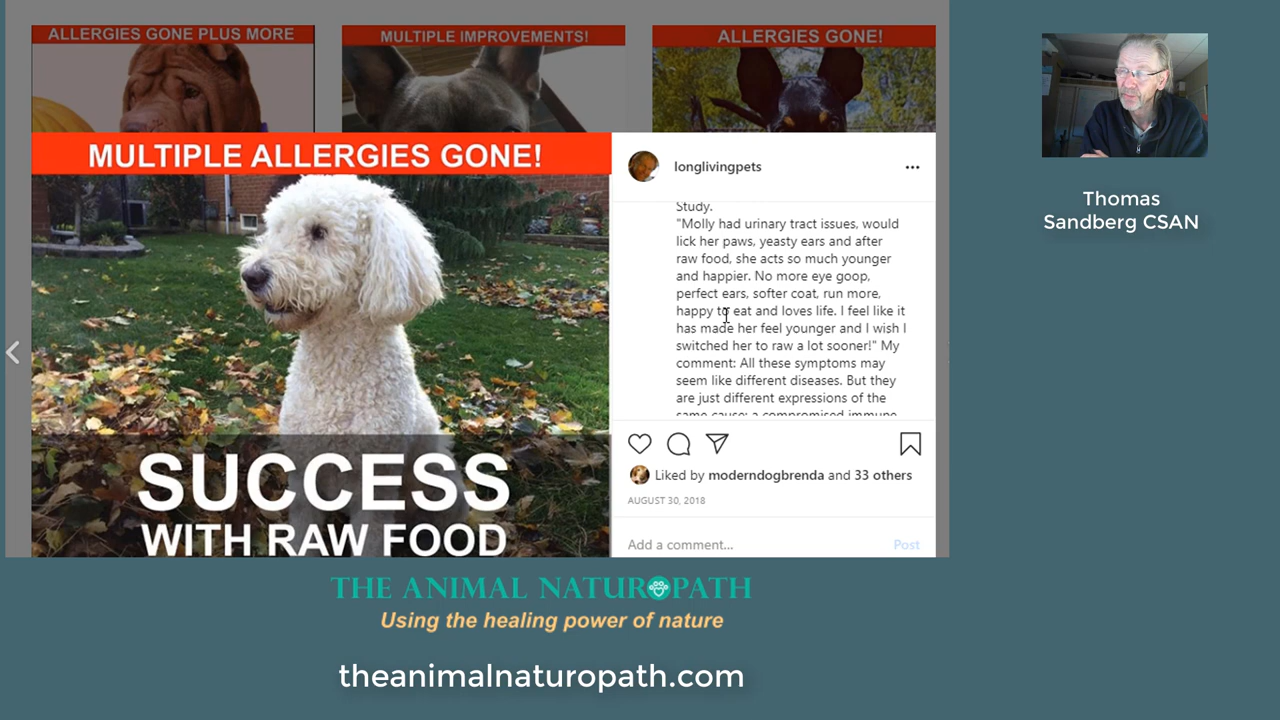 ALLERGIES GONE PLUS MORE
MULTIPLE IMPROVEMENTS!
ALLERGIES GONE!
MULTIPLE ALLERGIES GONE!
SUCCESS
WITH RAW FOOD
longlivingpets
Study.
"Molly had urinary tract issues, would
lick her paws, yeasty ears and after
raw food, she acts so much younger
and happier. No more eye goop,
perfect ears, softer coat, run more,
happy to eat and loves life. I feel like it
has made her feel younger and I wish I
switched her to raw a lot sooner!" My
comment: All these symptoms may
seem like different diseases. But they
are just different expressions of the
same cause: a compromised immune
Liked by moderndogbrenda and 33 others
AUGUST 30, 2018
Add a comment...
Post
Thomas
Sandberg CSAN
THE ANIMAL NATUROPATH
Using the healing power of nature
theanimalnaturopath.com